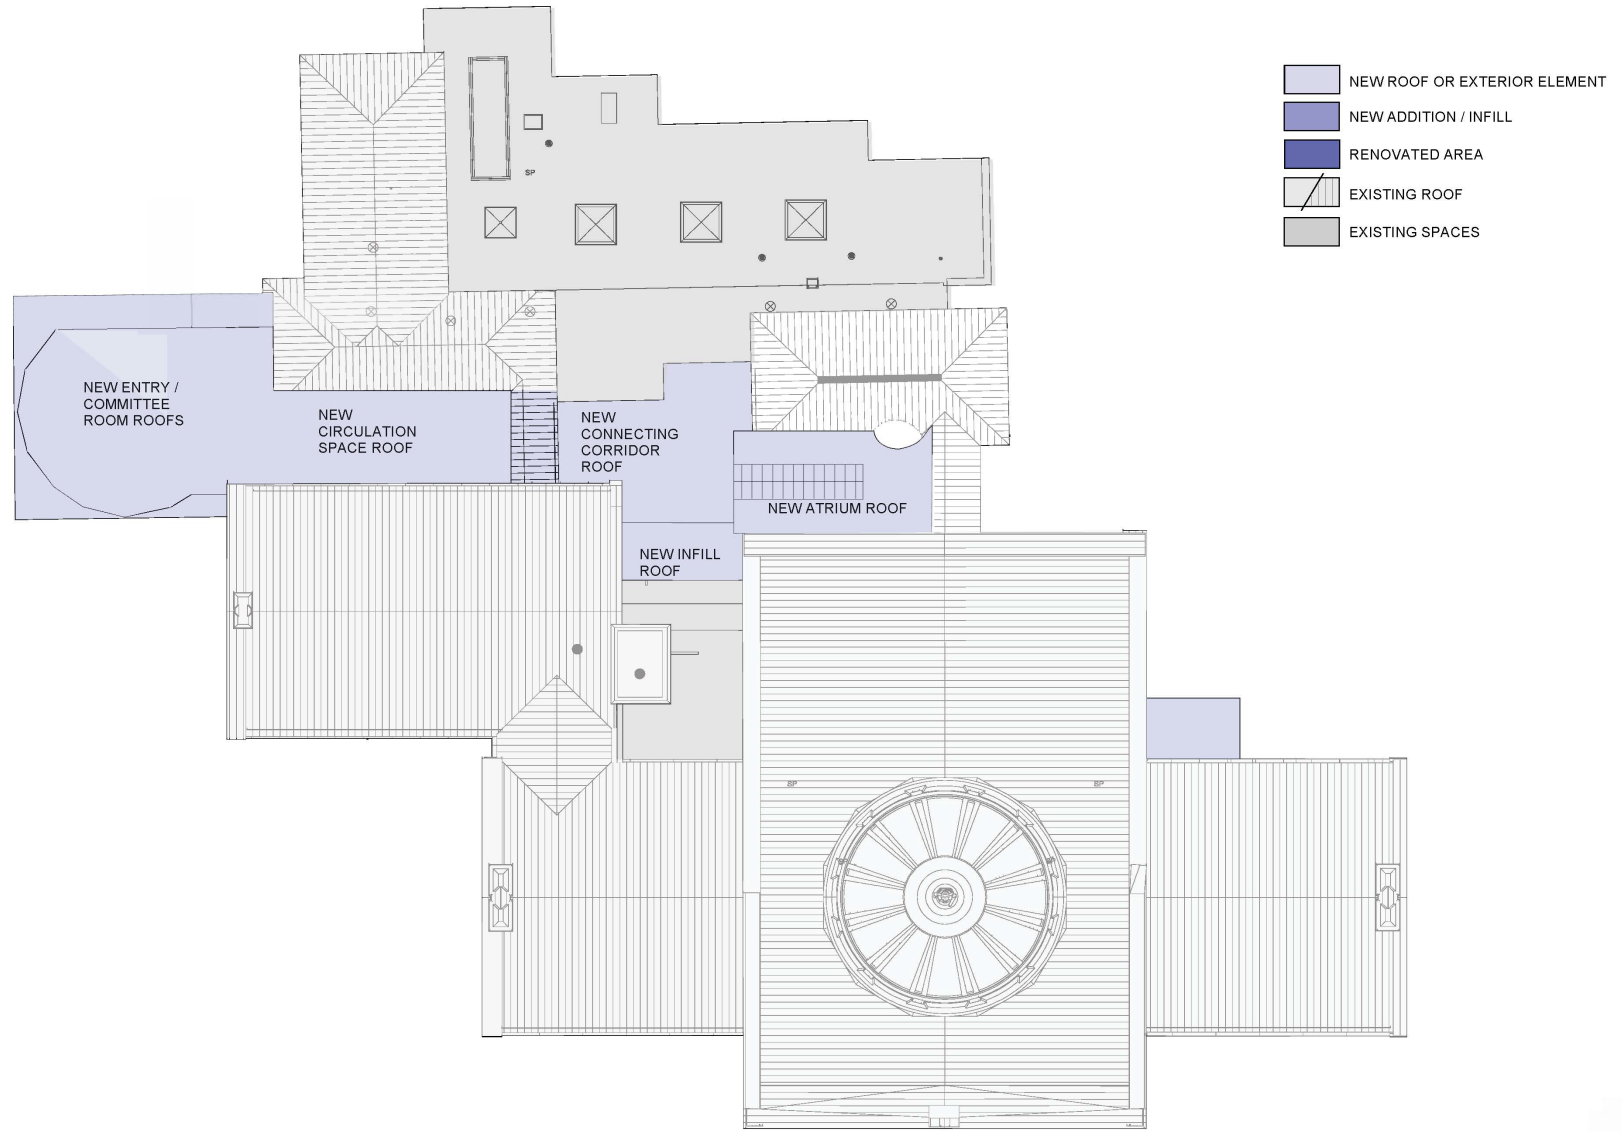 NEW ROOF OR EXTERIOR ELEMENT
NEW ADDITION / INFILL
RENOVATED AREA
EXISTING ROOF
EXISTING SPACES
SP
NEW ENTRY /
COMMITTEE
ROOM ROOFS
NEW
CIRCULATION
SPACE ROOF
NEW
CONNECTING
CORRIDOR
ROOF
NEW ATRIUM ROOF
NEW INFILL
ROOF
SP
SP